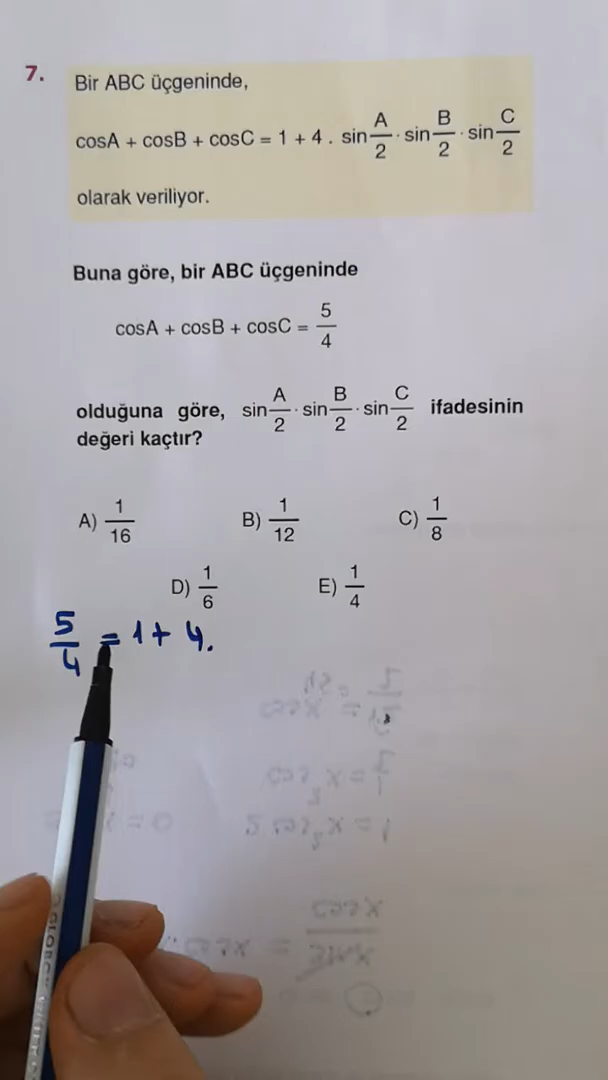 7.
Bir ABC üçgeninde,
cosA + cosB + cosC = 1 + 4 . sin A/2 · sin B/2 · sin C/2
olarak veriliyor.
Buna göre, bir ABC üçgeninde
cosA + cosB + cosC = 5/4
olduğuna göre, sin A/2 · sin B/2 · sin C/2 ifadesinin
değeri kaçtır?
A) 1/16 B) 1/12 C) 1/8
D) 1/6 E) 1/4
5/4 = 1 + 4.